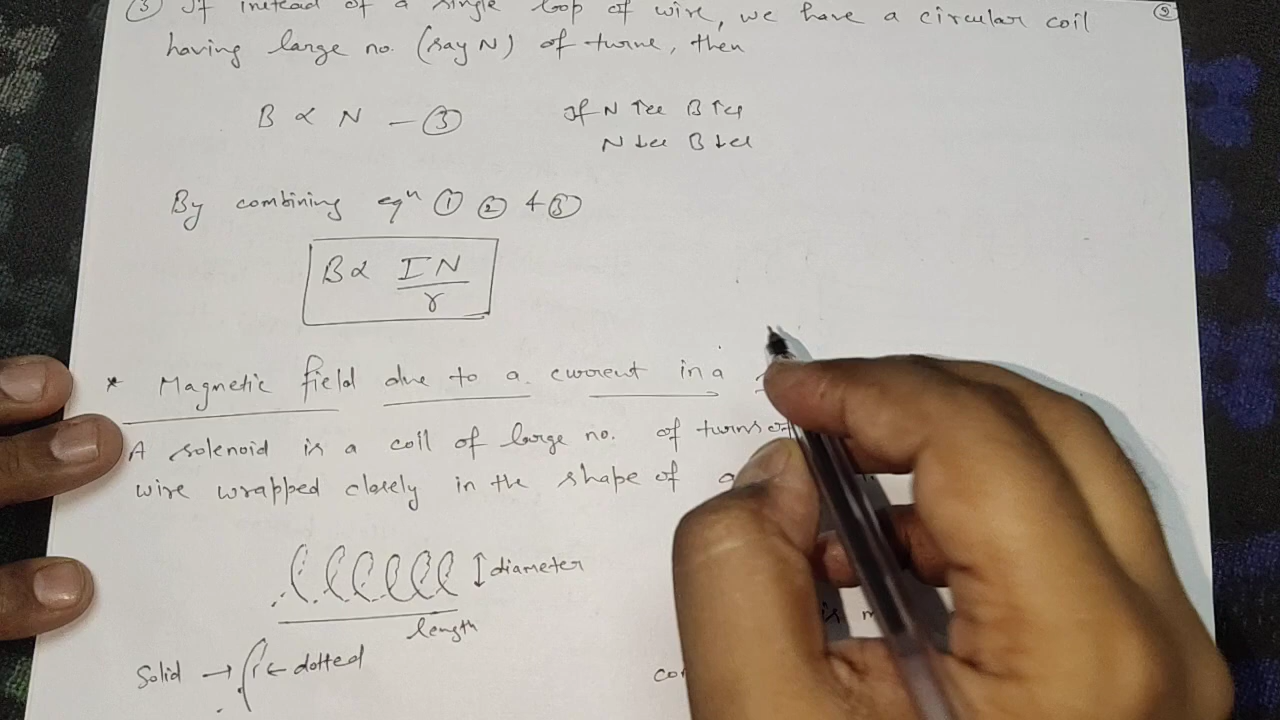 ③ If instead of a single loop of wire, we have a circular coil
②
having large no. (say N) of turns, then
B ∝ N — ③
If N ↑es B ↑es
N ↓es B ↓es
By combining eqⁿ ① ② & ③
B ∝ IN/r
* Magnetic field due to a current in a
A solenoid is a coil of large no. of turns of
wire wrapped closely in the shape of a
diameter
length
Solid → ← dotted
is